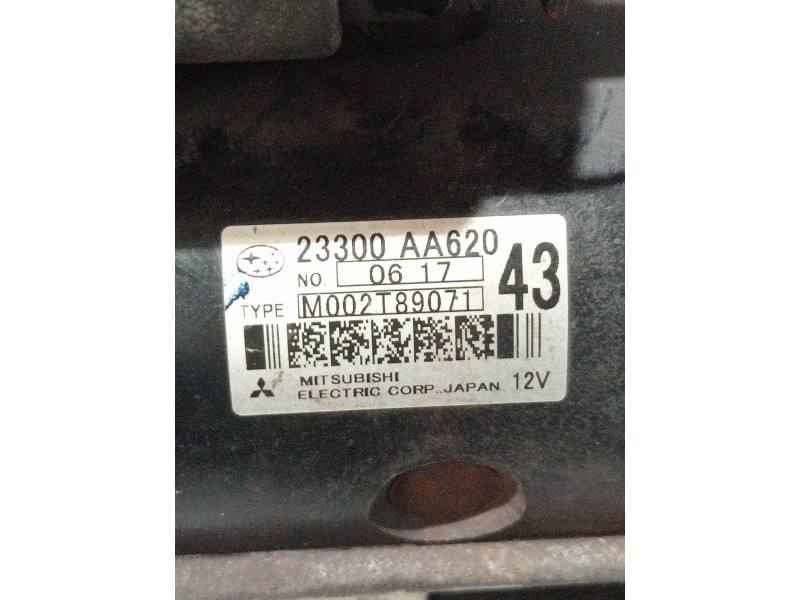 23300 AA620
NO. 06 17
43
TYPE M002T89071
MITSUBISHI
ELECTRIC CORP., JAPAN 12V